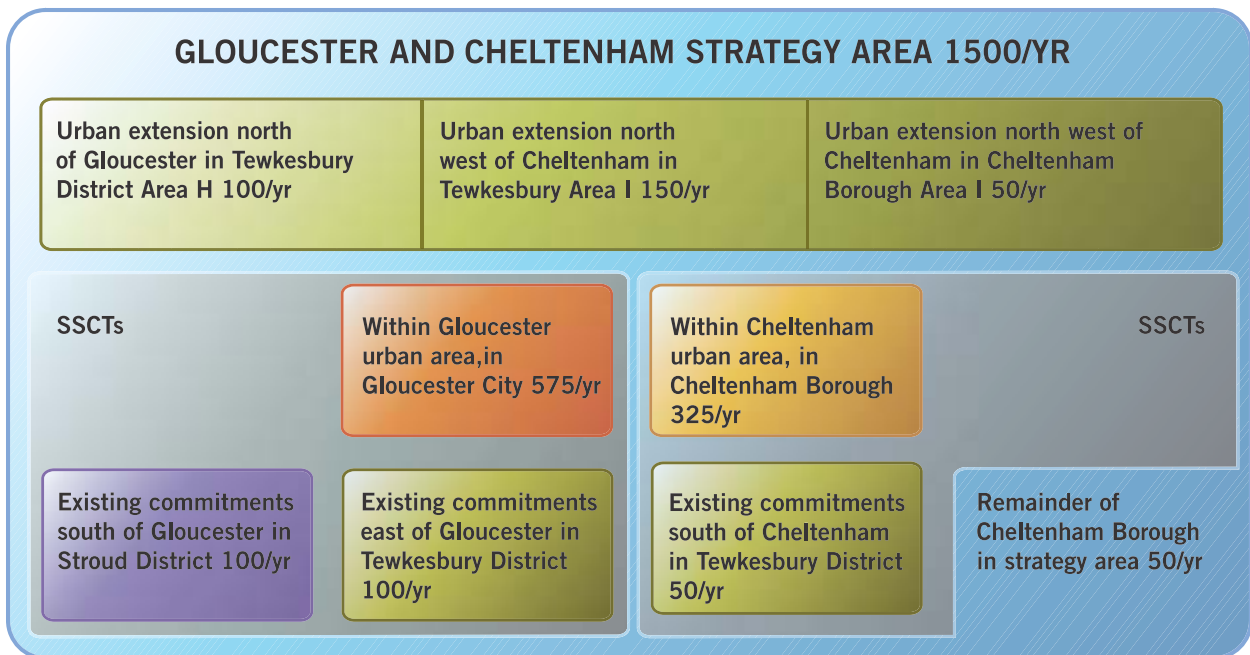 GLOUCESTER AND CHELTENHAM STRATEGY AREA 1500/YR
Urban extension north
of Gloucester in Tewkesbury
District Area H 100/yr
Urban extension north
west of Cheltenham in
Tewkesbury Area I 150/yr
Urban extension north west of
Cheltenham in Cheltenham
Borough Area I 50/yr
SSCTs
Within Gloucester
urban area,in
Gloucester City 575/yr
Within Cheltenham
urban area, in
Cheltenham Borough
325/yr
SSCTs
Existing commitments
south of Gloucester in
Stroud District 100/yr
Existing commitments
east of Gloucester in
Tewkesbury District
100/yr
Existing commitments
south of Cheltenham
in Tewkesbury District
50/yr
Remainder of
Cheltenham Borough
in strategy area 50/yr